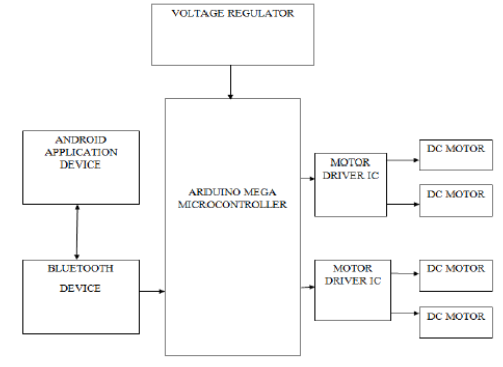 VOLTAGE REGULATOR
ANDROID
APPLICATION
DEVICE
ARDUINO MEGA
MICROCONTROLLER
MOTOR
DRIVER IC
DC MOTOR
DC MOTOR
BLUETOOTH
DEVICE
MOTOR
DRIVER IC
DC MOTOR
DC MOTOR